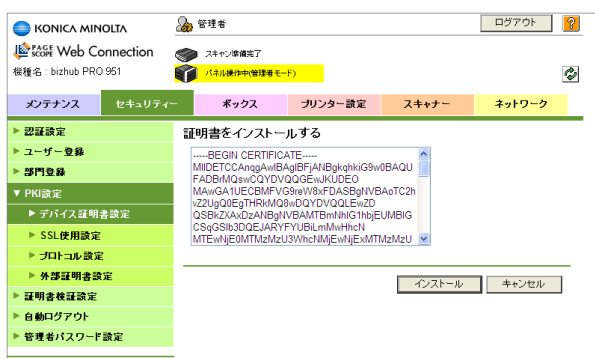 KONICA MINOLTA
管理者
ログアウト
?
PAGE SCOPE Web Connection
スキャン準備完了
機種名 : bizhub PRO 951
パネル操作中(管理者モード)
メンテナンス
セキュリティー
ボックス
プリンター設定
スキャナー
ネットワーク
認証設定
ユーザー登録
部門登録
PKI設定
デバイス証明書設定
SSL使用設定
プロトコル設定
外部証明書設定
証明書検証設定
自動ログアウト
管理者パスワード設定
証明書をインストールする
-----BEGIN CERTIFICATE-----
MIIDETCCAnqgAwIBAgIBFjANBgkqhkiG9w0BAQU
FADBrMQswCQYDVQQGEwJKUDEO
MAwGA1UECBMFVG9reW8xFDASBgNVBAoTC2h
vZ2UgQ0EgTHRkMQ8wDQYDVQQLEwZD
QSBkZXAxDzANBgNVBAMTBmNhIG1hbjEUMBIG
CSqGSIb3DQEJARYFYUBiLmMwHhcN
MTEwNjE0MTMzMzU3WhcNMjEwNjExMTMzMzU
インストール
キャンセル